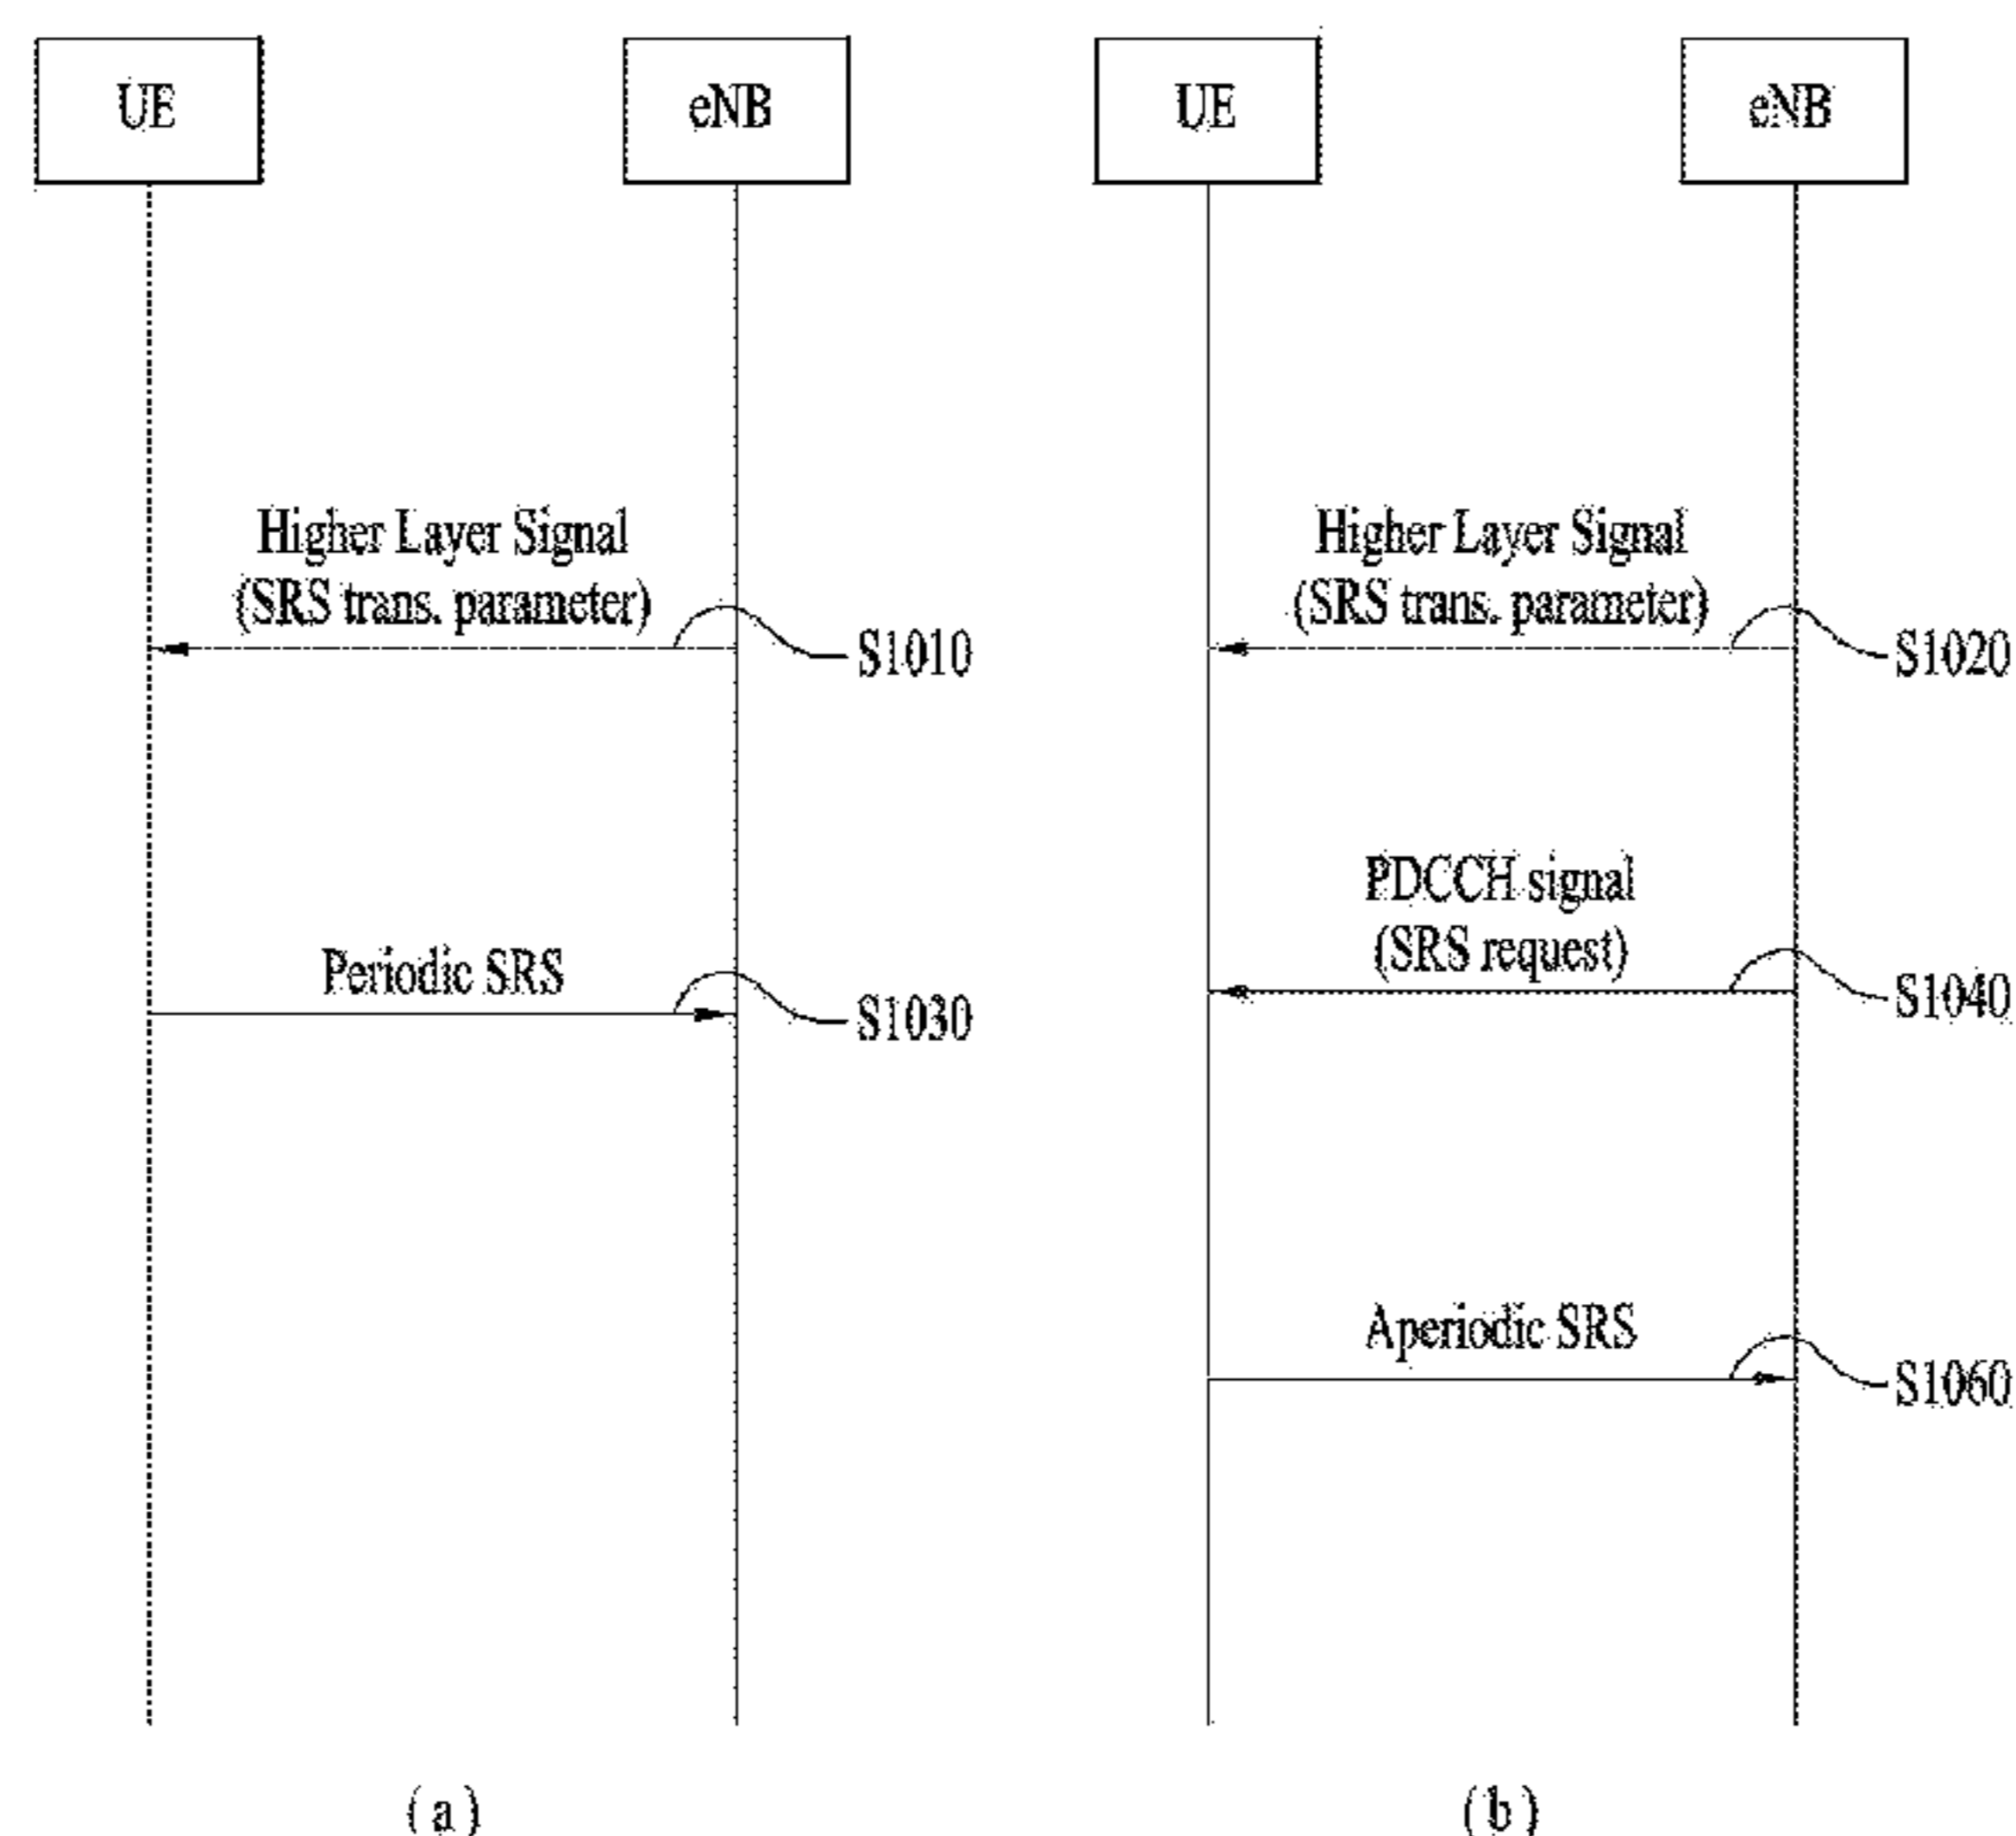 UE
eNB
Higher Layer Signal
(SRS trans. parameter)
S1010
Periodic SRS
S1030
(a)
UE
eNB
Higher Layer Signal
(SRS trans. parameter)
S1020
PDCCH signal
(SRS request)
S1040
Aperiodic SRS
S1060
(b)